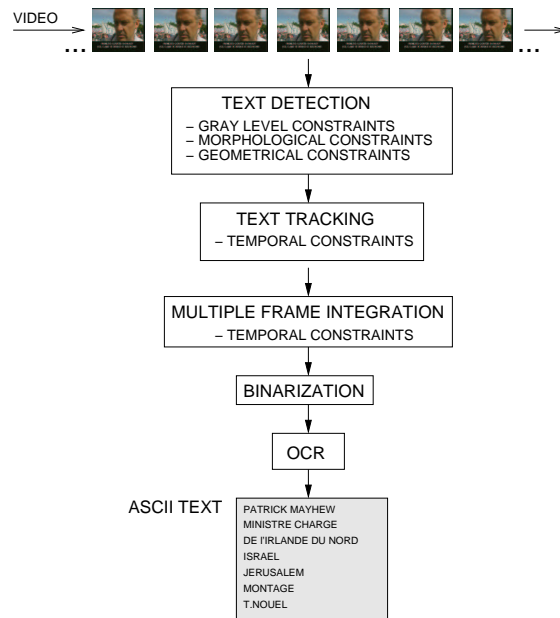 VIDEO
... ...
TEXT DETECTION
– GRAY LEVEL CONSTRAINTS
– MORPHOLOGICAL CONSTRAINTS
– GEOMETRICAL CONSTRAINTS
TEXT TRACKING
– TEMPORAL CONSTRAINTS
MULTIPLE FRAME INTEGRATION
– TEMPORAL CONSTRAINTS
BINARIZATION
OCR
ASCII TEXT
PATRICK MAYHEW
MINISTRE CHARGE
DE l'IRLANDE DU NORD
ISRAEL
JERUSALEM
MONTAGE
T.NOUEL